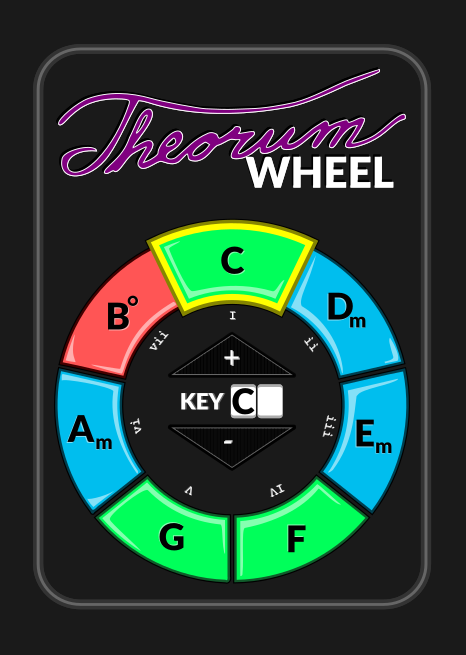 Theorum
WHEEL
C
B° Dm
I
vii ii
+
KEY C
Am Em
vi iii
-
V IV
G F